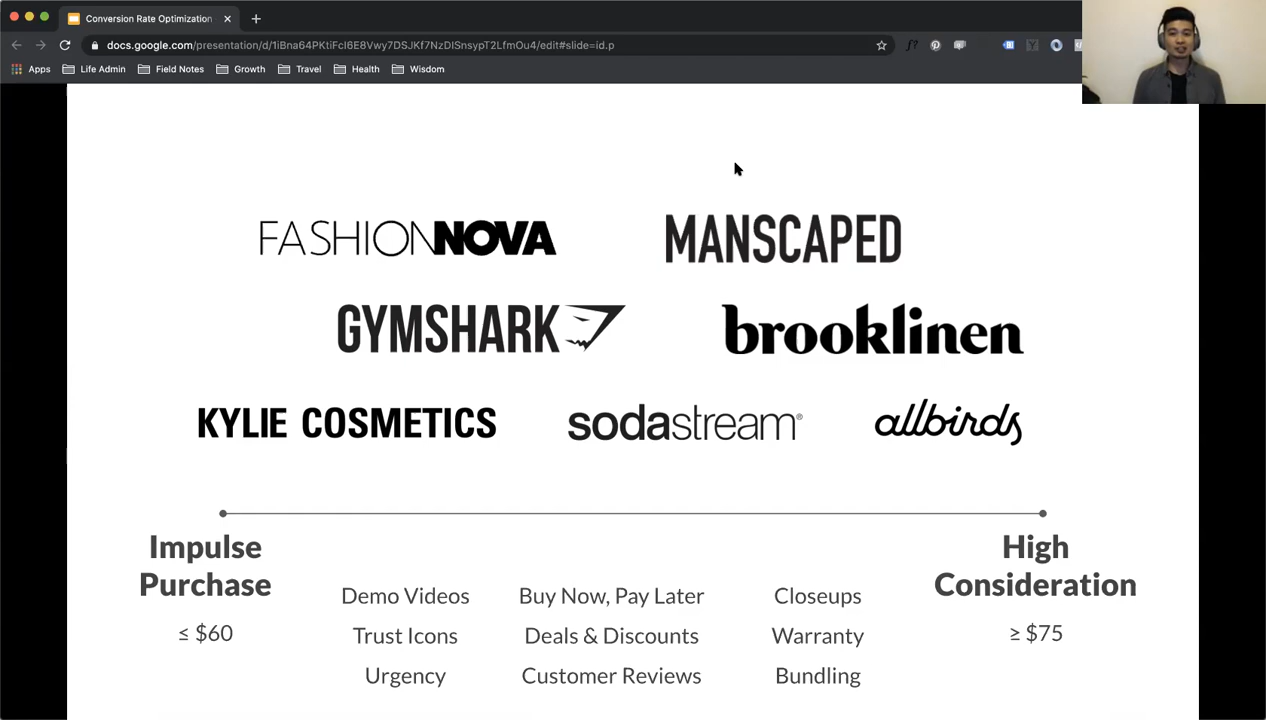 Conversion Rate Optimization
docs.google.com/presentation/d/1iBna64PKtiFcI6E8Vwy7DSJKf7NzDISnsypT2LfmOu4/edit#slide=id.p
Apps Life Admin Field Notes Growth Travel Health Wisdom
FASHIONNOVA MANSCAPED
GYMSHARK brooklinen
KYLIE COSMETICS sodastream® allbirds
Impulse Purchase
≤ $60
Demo Videos
Trust Icons
Urgency
Buy Now, Pay Later
Deals & Discounts
Customer Reviews
Closeups
Warranty
Bundling
High Consideration
≥ $75